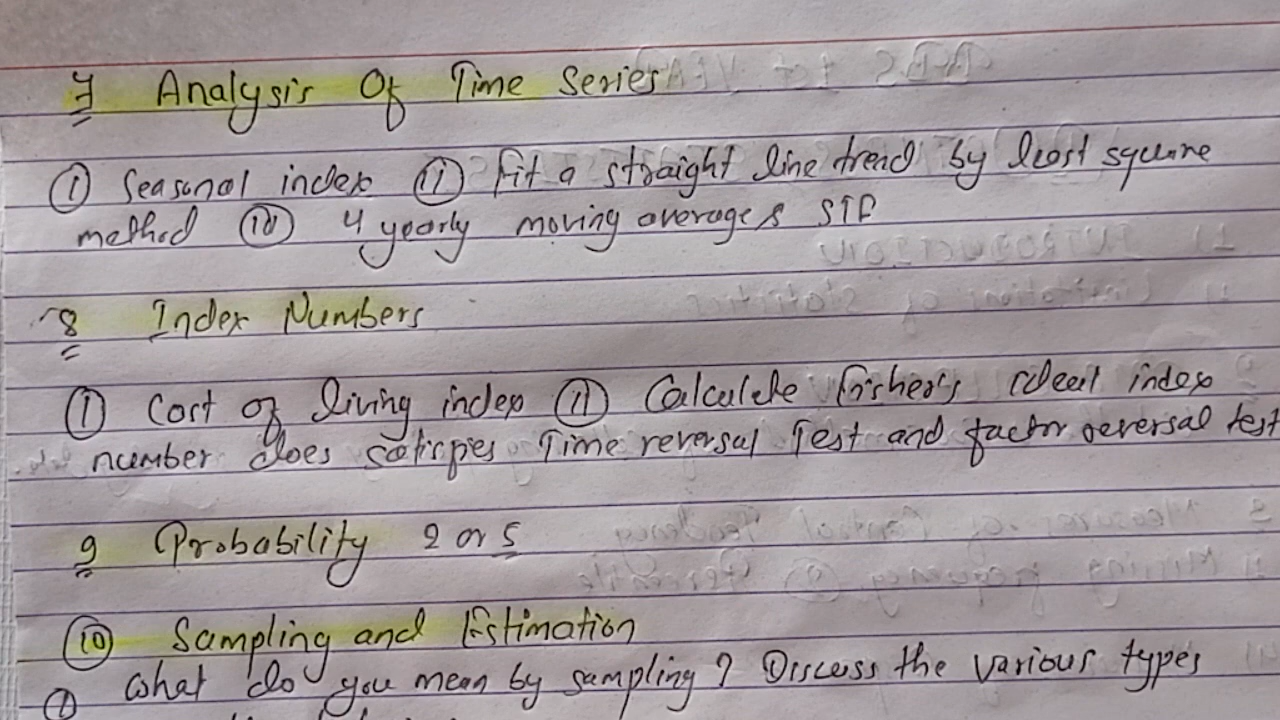 7 Analysis Of Time Series
(i) Seasonal index (ii) Fit a straight line trend by least square
method (iii) 4 yearly moving averages STF
8 Index Numbers
(i) Cost of living index (ii) Calculate Fisher's ideal index
number does satisfies Time reversal Test and factor reversal test
9 Probability 2 or 5
(10) Sampling and Estimation
(i) What do you mean by sampling? Discuss the various types